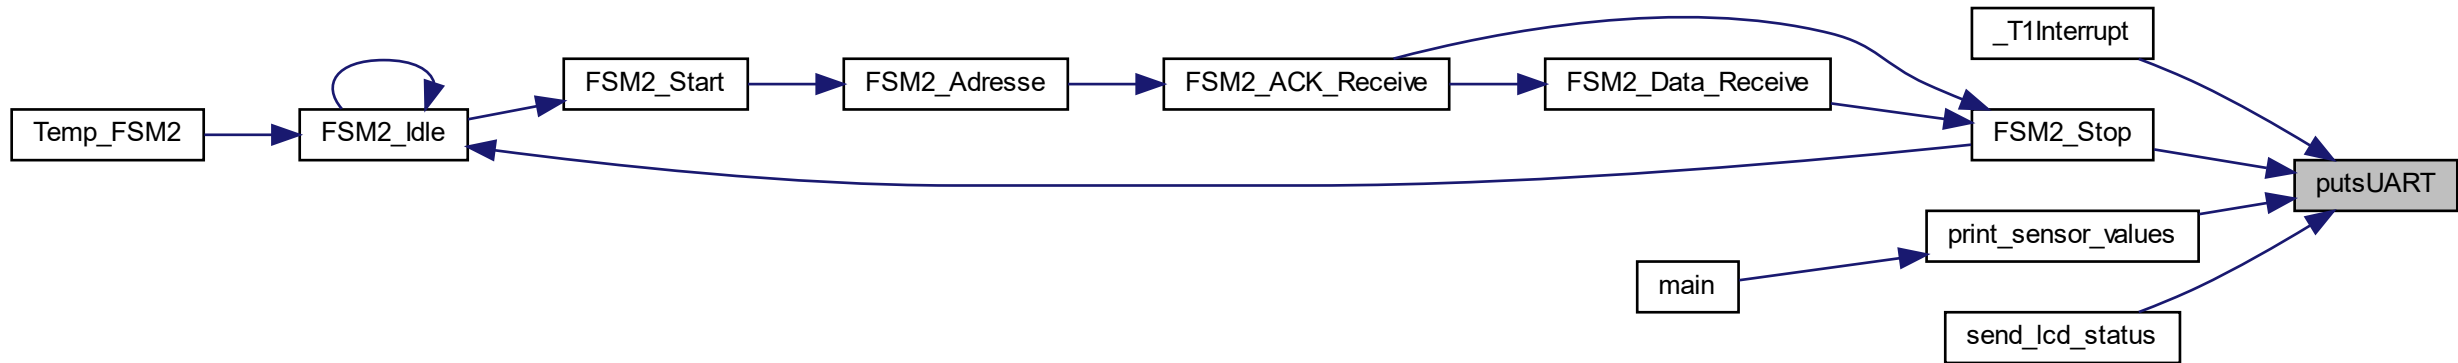 _T1Interrupt
FSM2_Start
FSM2_Adresse
FSM2_ACK_Receive
FSM2_Data_Receive
Temp_FSM2
FSM2_Idle
FSM2_Stop
putsUART
print_sensor_values
main
send_lcd_status